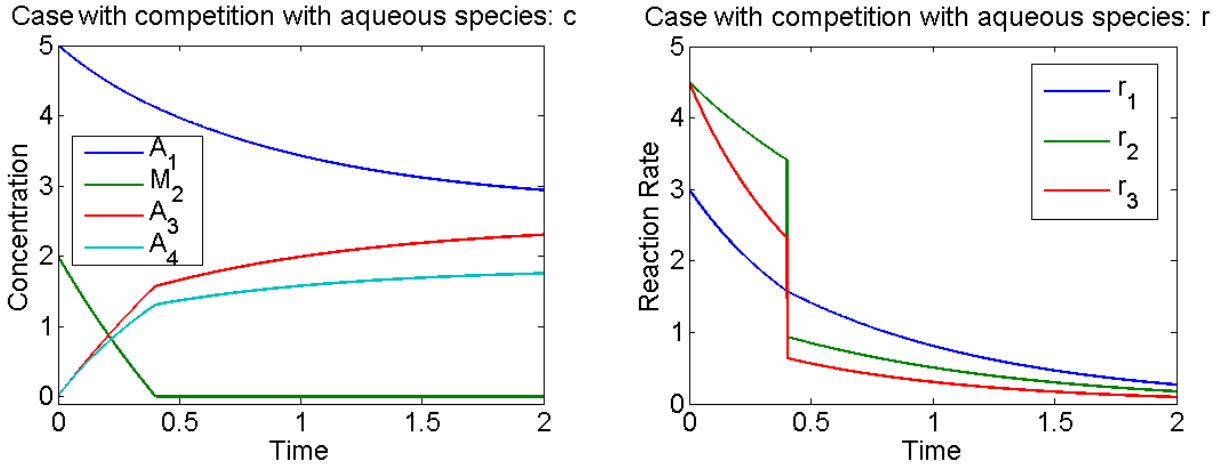 Case with competition with aqueous species: c
5
4
3
2
1
0
Concentration
A1
M2
A3
A4
0
0.5
1
1.5
2
Time
Case with competition with aqueous species: r
5
4
3
2
1
0
Reaction Rate
r1
r2
r3
0
0.5
1
1.5
2
Time